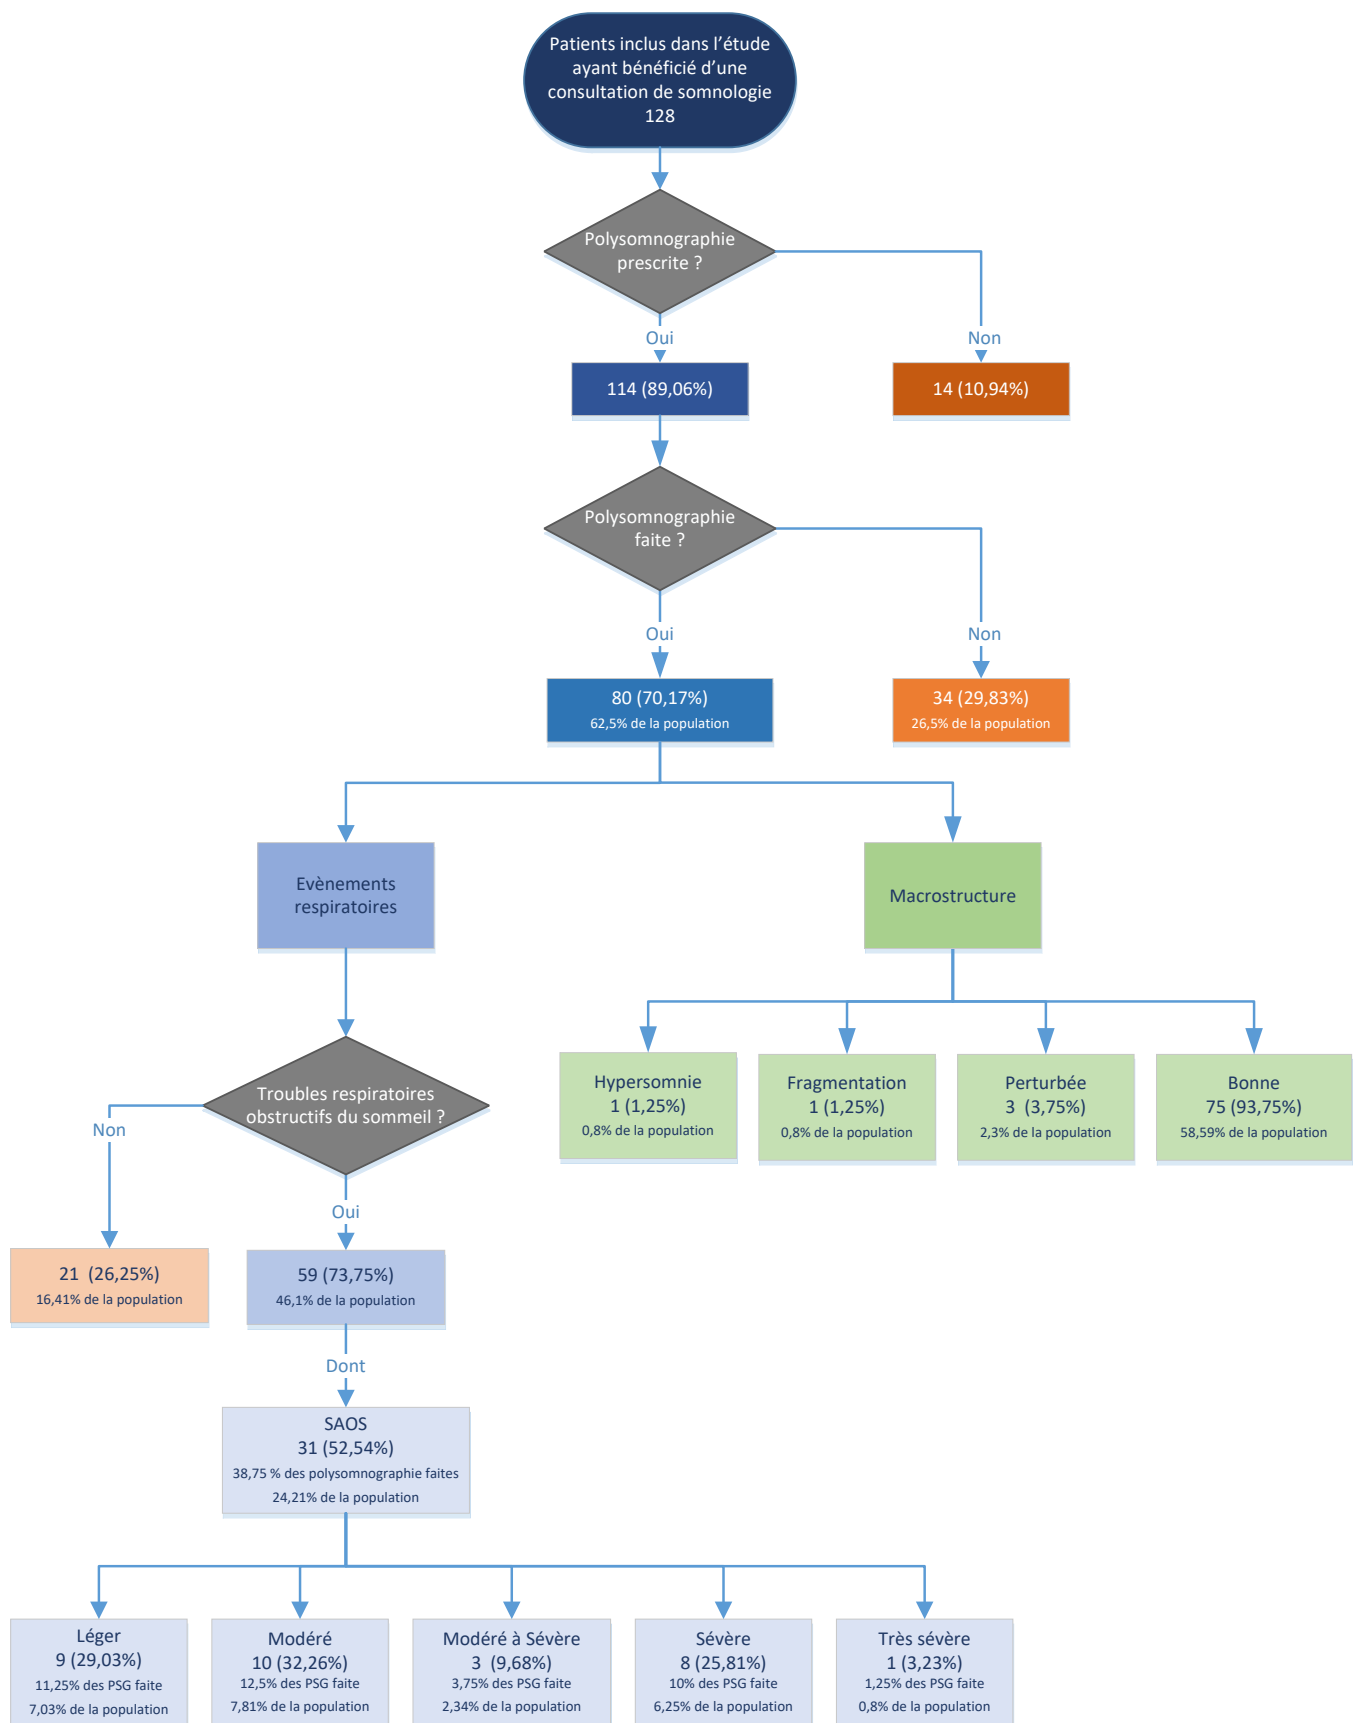 Patients inclus dans l’étude
ayant bénéficié d’une
consultation de somnologie
128
Polysomnographie
prescrite ?
Oui
Non
114 (89,06%)
14 (10,94%)
Polysomnographie
faite ?
Oui
Non
80 (70,17%)
62,5% de la population
34 (29,83%)
26,5% de la population
Evènements
respiratoires
Macrostructure
Hypersomnie
1 (1,25%)
0,8% de la population
Fragmentation
1 (1,25%)
0,8% de la population
Perturbée
3 (3,75%)
2,3% de la population
Bonne
75 (93,75%)
58,59% de la population
Troubles respiratoires
obstructifs du sommeil ?
Non
Oui
21 (26,25%)
16,41% de la population
59 (73,75%)
46,1% de la population
Dont
SAOS
31 (52,54%)
38,75 % des polysomnographie faites
24,21% de la population
Léger
9 (29,03%)
11,25% des PSG faite
7,03% de la population
Modéré
10 (32,26%)
12,5% des PSG faite
7,81% de la population
Modéré à Sévère
3 (9,68%)
3,75% des PSG faite
2,34% de la population
Sévère
8 (25,81%)
10% des PSG faite
6,25% de la population
Très sévère
1 (3,23%)
1,25% des PSG faite
0,8% de la population